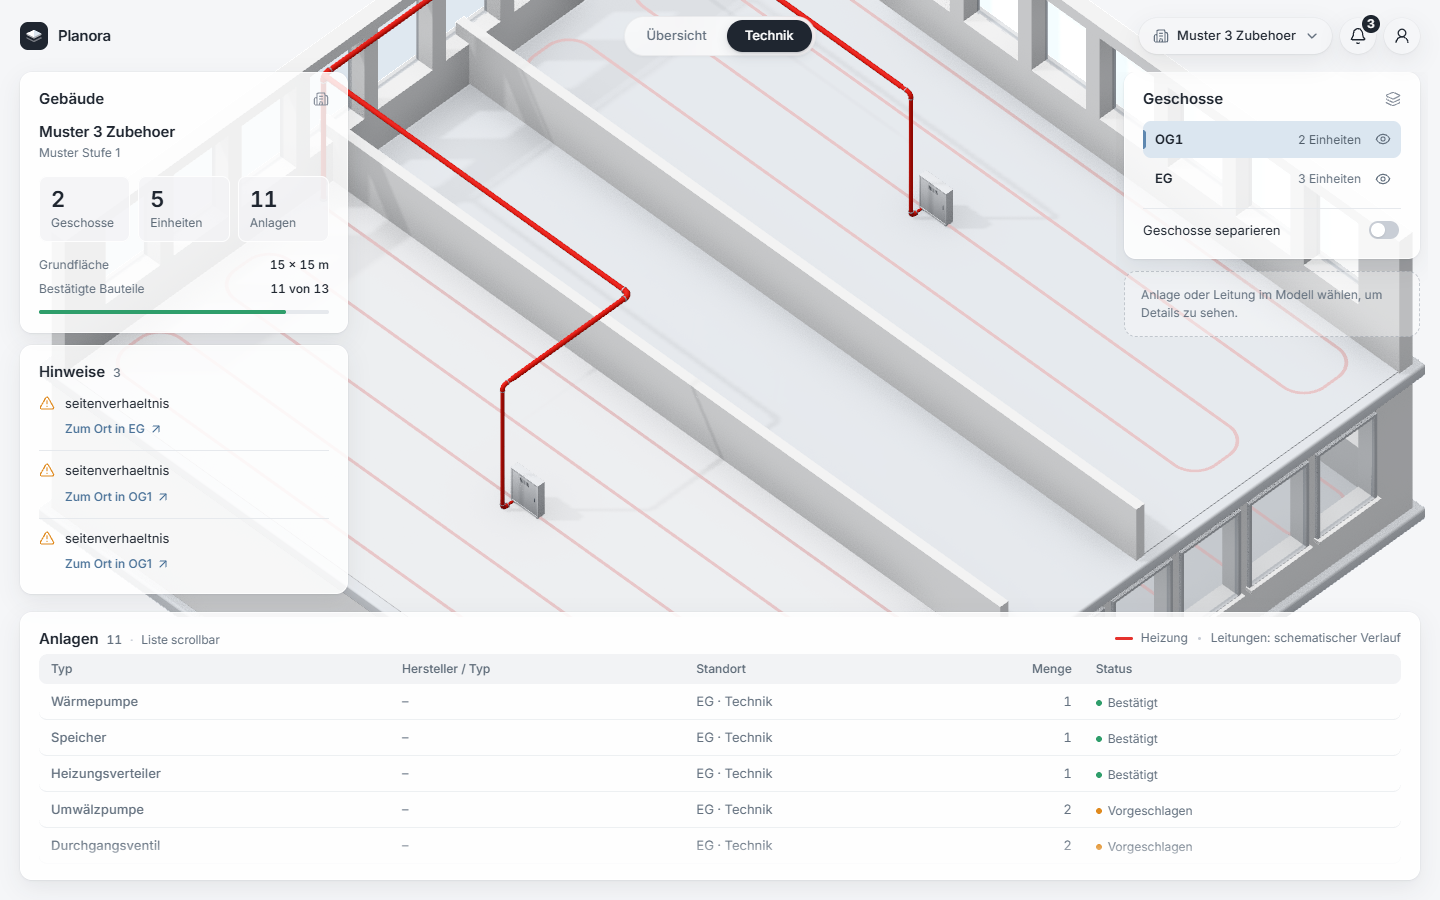 Planora
Übersicht
Technik
Muster 3 Zubehoer
3
Gebäude
Muster 3 Zubehoer
Muster Stufe 1
2
Geschosse
5
Einheiten
11
Anlagen
Grundfläche
15 × 15 m
Bestätigte Bauteile
11 von 13
Hinweise 3
seitenverhaeltnis
Zum Ort in EG
seitenverhaeltnis
Zum Ort in OG1
seitenverhaeltnis
Zum Ort in OG1
Geschosse
OG1 2 Einheiten
EG 3 Einheiten
Geschosse separieren
Anlage oder Leitung im Modell wählen, um
Details zu sehen.
Anlagen 11 · Liste scrollbar
Heizung · Leitungen: schematischer Verlauf
Typ Hersteller / Typ Standort Menge Status
Wärmepumpe – EG · Technik 1 Bestätigt
Speicher – EG · Technik 1 Bestätigt
Heizungsverteiler – EG · Technik 1 Bestätigt
Umwälzpumpe – EG · Technik 2 Vorgeschlagen
Durchgangsventil – EG · Technik 2 Vorgeschlagen